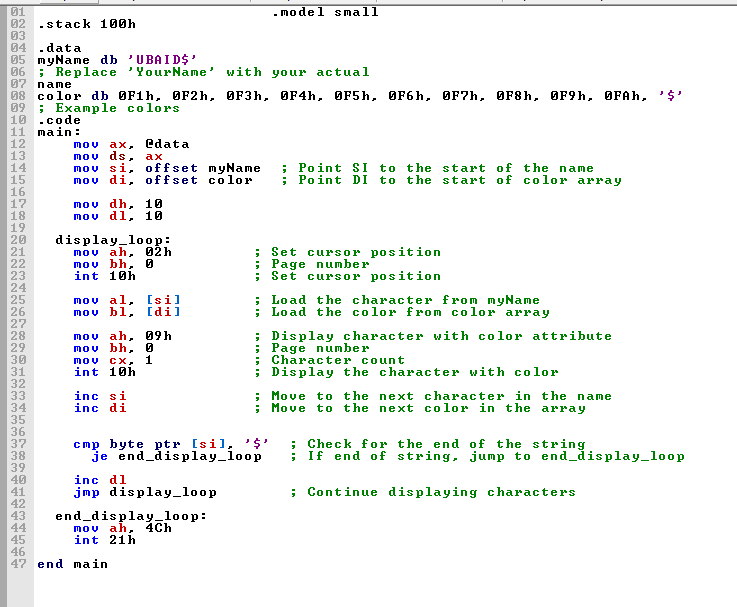 01 .model small
02 .stack 100h
03
04 .data
05 myName db 'UBAID$'
06 ; Replace 'YourName' with your actual
07 name
08 color db 0F1h, 0F2h, 0F3h, 0F4h, 0F5h, 0F6h, 0F7h, 0F8h, 0F9h, 0FAh, '$'
09 ; Example colors
10 .code
11 main:
12 mov ax, @data
13 mov ds, ax
14 mov si, offset myName ; Point SI to the start of the name
15 mov di, offset color ; Point DI to the start of color array
16
17 mov dh, 10
18 mov dl, 10
19
20 display_loop:
21 mov ah, 02h ; Set cursor position
22 mov bh, 0 ; Page number
23 int 10h ; Set cursor position
24
25 mov al, [si] ; Load the character from myName
26 mov bl, [di] ; Load the color from color array
27
28 mov ah, 09h ; Display character with color attribute
29 mov bh, 0 ; Page number
30 mov cx, 1 ; Character count
31 int 10h ; Display the character with color
32
33 inc si ; Move to the next character in the name
34 inc di ; Move to the next color in the array
35
36
37 cmp byte ptr [si], '$' ; Check for the end of the string
38 je end_display_loop ; If end of string, jump to end_display_loop
39
40 inc dl
41 jmp display_loop ; Continue displaying characters
42
43 end_display_loop:
44 mov ah, 4Ch
45 int 21h
46
47 end main